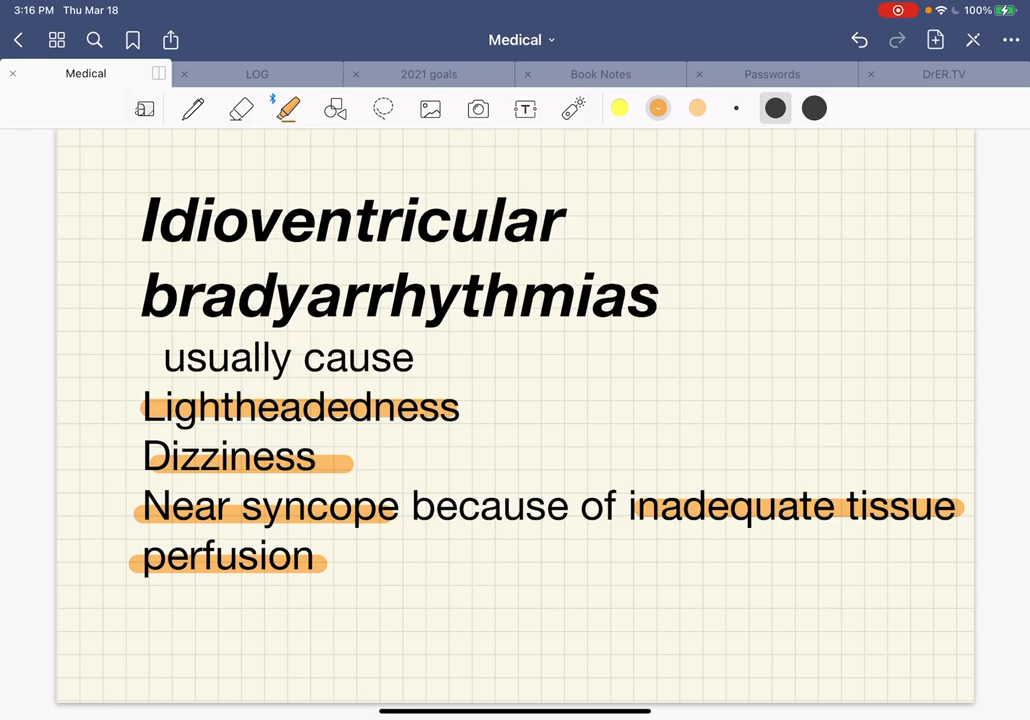 3:16 PM Thu Mar 18
100%
Medical
Medical
LOG
2021 goals
Book Notes
Passwords
DrER.TV
T
Idioventricular
bradyarrhythmias
usually cause
Lightheadedness
Dizziness
Near syncope because of inadequate tissue
perfusion